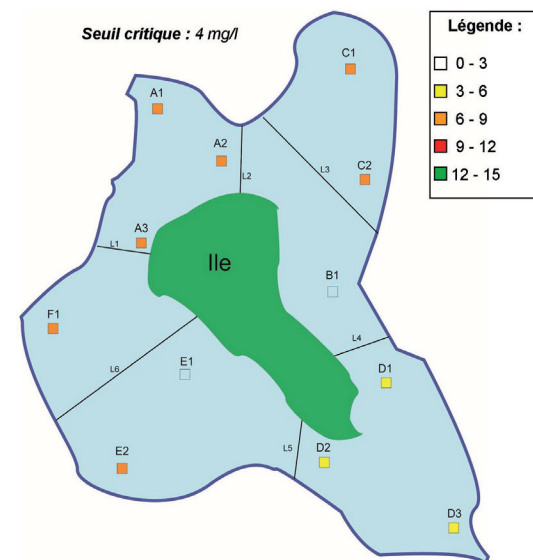 Seuil critique : 4 mg/l
Légende :
0 - 3
3 - 6
6 - 9
9 - 12
12 - 15
C1
A1
A2
L2
L3
C2
A3
L1
Ile
B1
F1
L4
L6
E1
D1
E2
L5
D2
D3